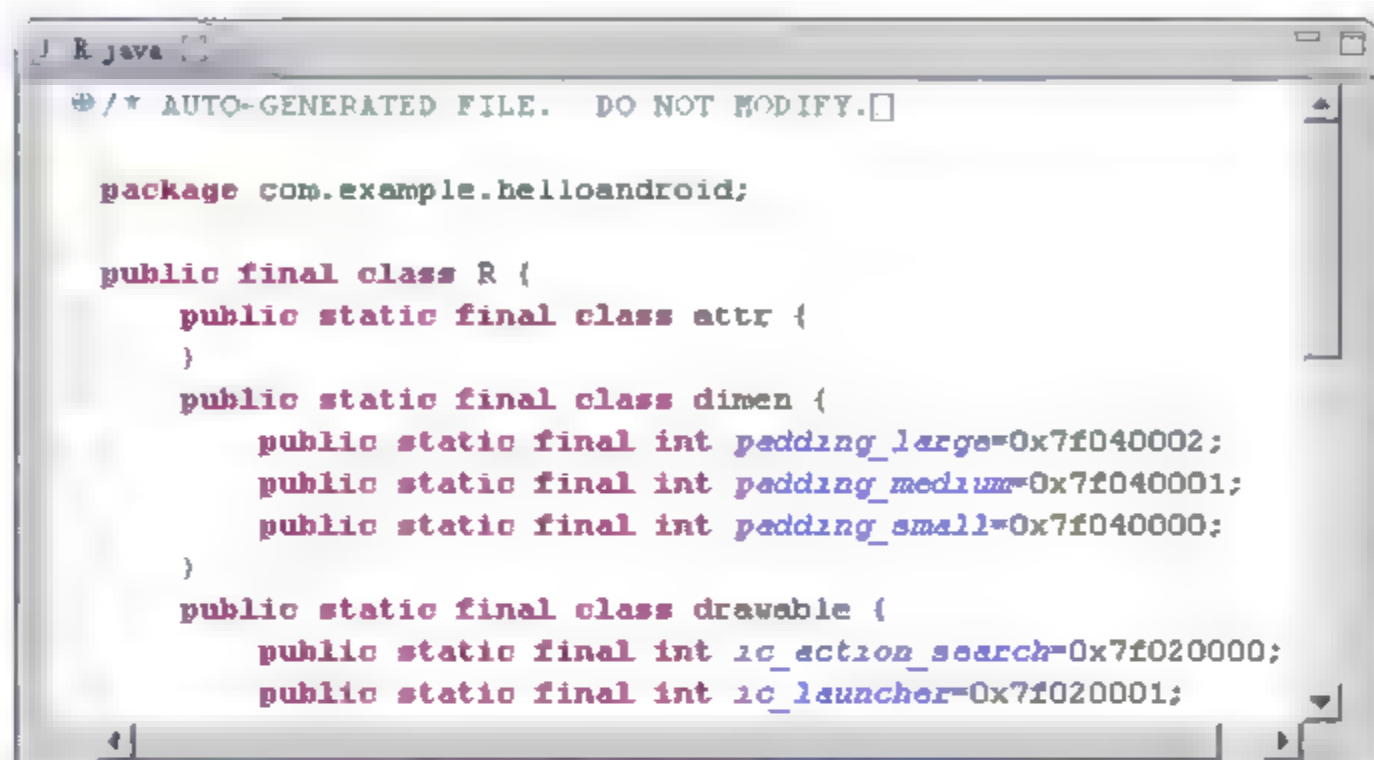 R.java
/* AUTO-GENERATED FILE.  DO NOT MODIFY.
package com.example.helloandroid;
public final class R {
public static final class attr {
}
public static final class dimen {
public static final int padding_large=0x7f040002;
public static final int padding_medium=0x7f040001;
public static final int padding_small=0x7f040000;
}
public static final class drawable {
public static final int ic_action_search=0x7f020000;
public static final int ic_launcher=0x7f020001;